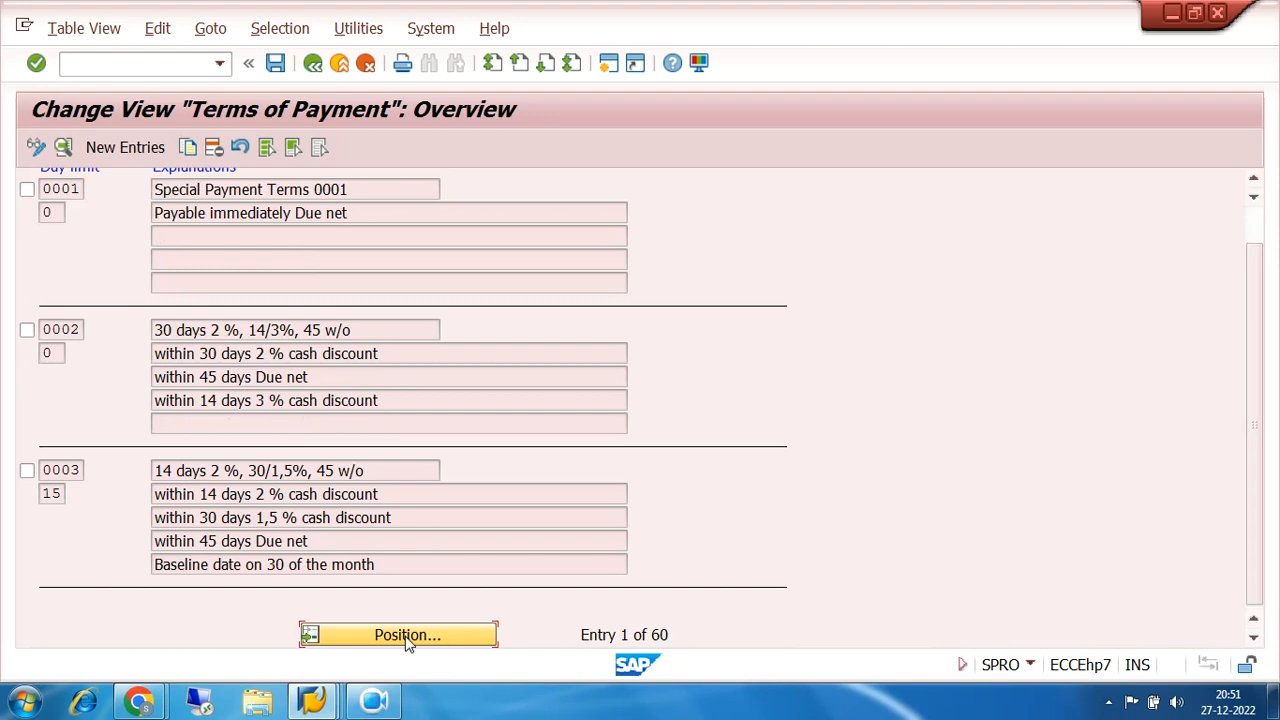 Table View Edit Goto Selection Utilities System Help
Change View "Terms of Payment": Overview
New Entries
Day limit Explanations
0001 Special Payment Terms 0001
0 Payable immediately Due net
0002 30 days 2 %, 14/3%, 45 w/o
0 within 30 days 2 % cash discount
within 45 days Due net
within 14 days 3 % cash discount
0003 14 days 2 %, 30/1,5%, 45 w/o
15 within 14 days 2 % cash discount
within 30 days 1,5 % cash discount
within 45 days Due net
Baseline date on 30 of the month
Position... Entry 1 of 60
SAP SPRO ECCEhp7 INS
20:51
27-12-2022